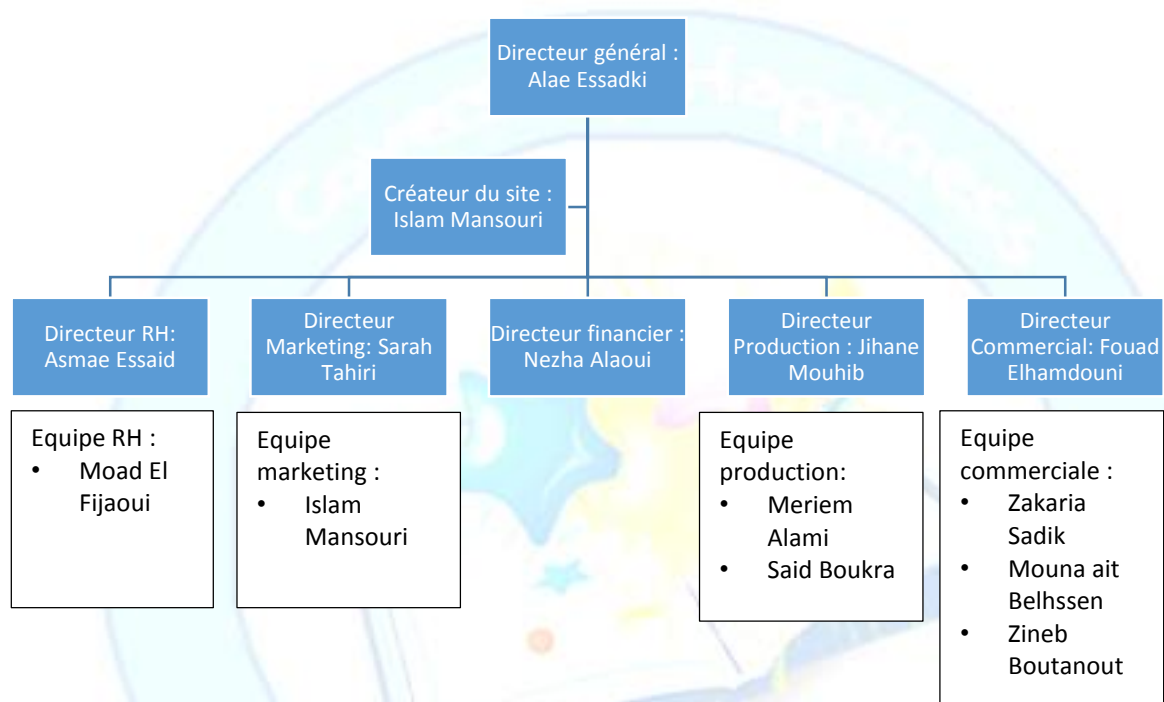 Directeur général :
Alae Essadki
Créateur du site :
Islam Mansouri
Directeur RH:
Asmae Essaid
Directeur
Marketing: Sarah
Tahiri
Directeur financier :
Nezha Alaoui
Directeur
Production : Jihane
Mouhib
Directeur
Commercial: Fouad
Elhamdouni
Equipe RH :
• Moad El
Fijaoui
Equipe
marketing :
• Islam
Mansouri
Equipe
production:
• Meriem
Alami
• Said Boukra
Equipe
commerciale :
• Zakaria
Sadik
• Mouna ait
Belhssen
• Zineb
Boutanout